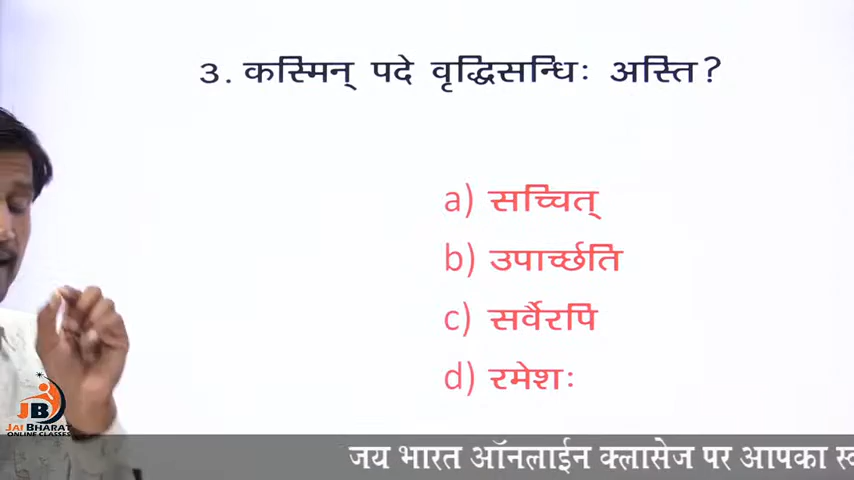 3. कस्मिन् पदे वृद्धिसन्धिः अस्ति?
a) सच्चित्
b) उपार्च्छति
c) सर्वैरपि
d) रमेशः
JB
JAI BHARAT
ONLINE CLASSES
जय भारत ऑनलाईन क्लासेज पर आपका